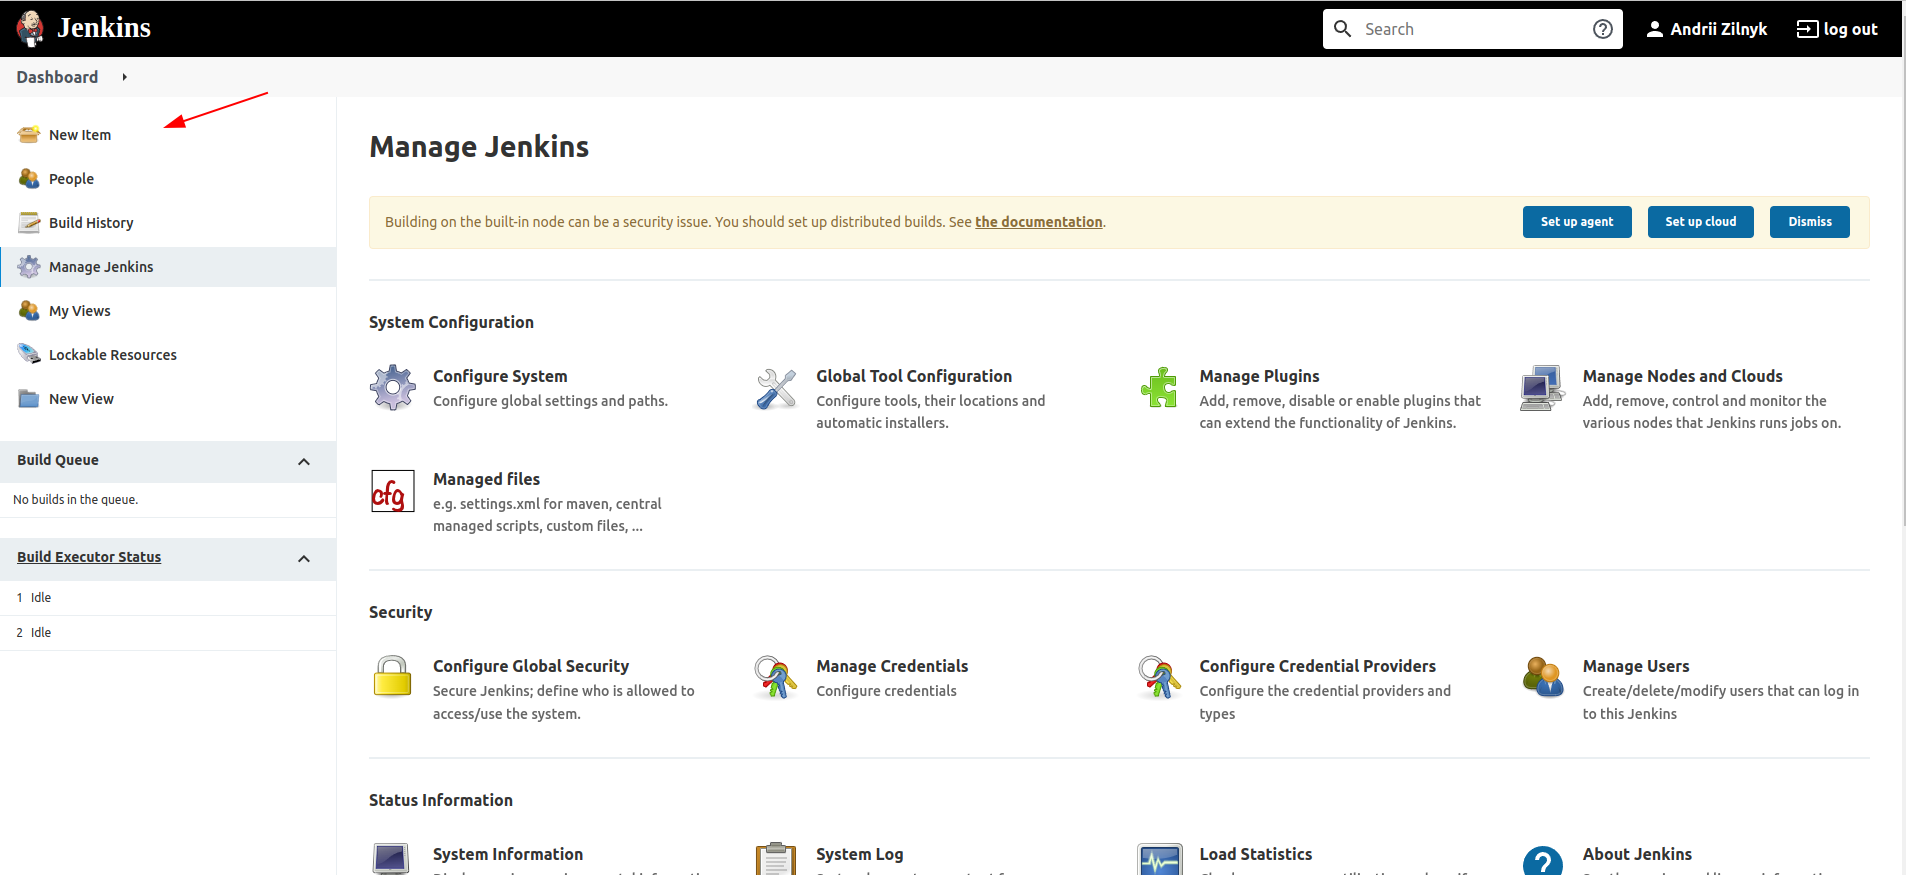 Jenkins
Search
Andrii Zilnyk
log out
Dashboard
New Item
People
Build History
Manage Jenkins
My Views
Lockable Resources
New View
Build Queue
No builds in the queue.
Build Executor Status
1 Idle
2 Idle
Manage Jenkins
Building on the built-in node can be a security issue. You should set up distributed builds. See the documentation.
Set up agent
Set up cloud
Dismiss
System Configuration
Configure System
Configure global settings and paths.
Global Tool Configuration
Configure tools, their locations and
automatic installers.
Manage Plugins
Add, remove, disable or enable plugins that
can extend the functionality of Jenkins.
Manage Nodes and Clouds
Add, remove, control and monitor the
various nodes that Jenkins runs jobs on.
cfg
Managed files
e.g. settings.xml for maven, central
managed scripts, custom files, ...
Security
Configure Global Security
Secure Jenkins; define who is allowed to
access/use the system.
Manage Credentials
Configure credentials
Configure Credential Providers
Configure the credential providers and
types
Manage Users
Create/delete/modify users that can log in
to this Jenkins
Status Information
System Information
System Log
Load Statistics
About Jenkins